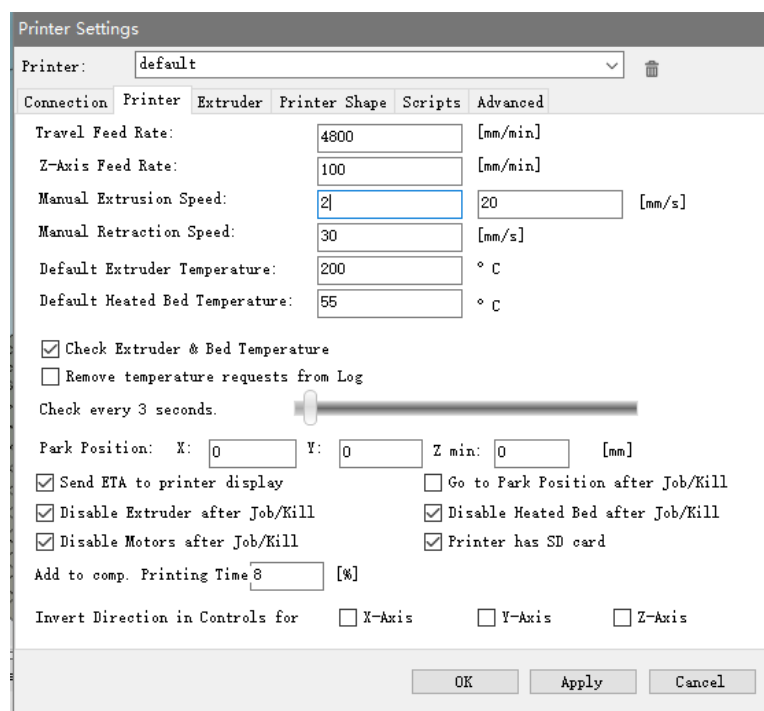 Printer Settings
Printer: default
Connection Printer Extruder Printer Shape Scripts Advanced
Travel Feed Rate: 4800 [mm/min]
Z-Axis Feed Rate: 100 [mm/min]
Manual Extrusion Speed: 2 20 [mm/s]
Manual Retraction Speed: 30 [mm/s]
Default Extruder Temperature: 200 ° C
Default Heated Bed Temperature: 55 ° C
Check Extruder & Bed Temperature
Remove temperature requests from Log
Check every 3 seconds.
Park Position: X: 0 Y: 0 Z min: 0 [mm]
Send ETA to printer display Go to Park Position after Job/Kill
Disable Extruder after Job/Kill Disable Heated Bed after Job/Kill
Disable Motors after Job/Kill Printer has SD card
Add to comp. Printing Time 8 [%]
Invert Direction in Controls for X-Axis Y-Axis Z-Axis
OK Apply Cancel